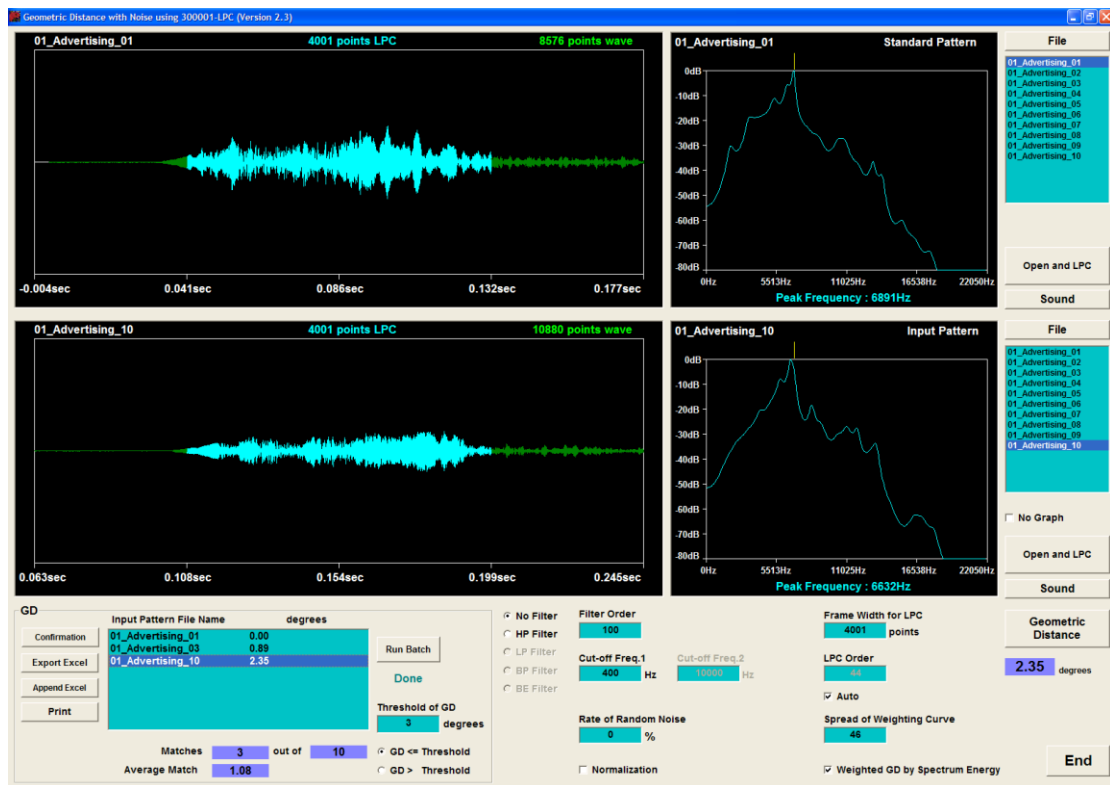 Geometric Distance with Noise using 300001-LPC (Version 2.3)
01_Advertising_01 4001 points LPC 8576 points wave
-0.004sec 0.041sec 0.086sec 0.132sec 0.177sec
01_Advertising_01 Standard Pattern
0dB
-10dB
-20dB
-30dB
-40dB
-50dB
-60dB
-70dB
-80dB
0Hz 5513Hz 11025Hz 16538Hz 22050Hz
Peak Frequency : 6891Hz
File
01_Advertising_01
01_Advertising_02
01_Advertising_03
01_Advertising_04
01_Advertising_05
01_Advertising_06
01_Advertising_07
01_Advertising_08
01_Advertising_09
01_Advertising_10
Open and LPC
Sound
01_Advertising_10 4001 points LPC 10880 points wave
0.063sec 0.108sec 0.154sec 0.199sec 0.245sec
01_Advertising_10 Input Pattern
0dB
-10dB
-20dB
-30dB
-40dB
-50dB
-60dB
-70dB
-80dB
0Hz 5513Hz 11025Hz 16538Hz 22050Hz
Peak Frequency : 6632Hz
File
01_Advertising_01
01_Advertising_02
01_Advertising_03
01_Advertising_04
01_Advertising_05
01_Advertising_06
01_Advertising_07
01_Advertising_08
01_Advertising_09
01_Advertising_10
No Graph
Open and LPC
Sound
GD
Input Pattern File Name degrees
01_Advertising_01 0.00
01_Advertising_03 0.89
01_Advertising_10 2.35
Confirmation
Export Excel
Append Excel
Print
Run Batch
Done
Threshold of GD
3 degrees
Matches 3 out of 10
Average Match 1.08
GD <= Threshold
GD > Threshold
No Filter
HP Filter
LP Filter
BP Filter
BE Filter
Filter Order
100
Cut-off Freq.1 Cut-off Freq.2
400 Hz 10000 Hz
Rate of Random Noise
0 %
Normalization
Frame Width for LPC
4001 points
LPC Order
44
Auto
Spread of Weighting Curve
46
Weighted GD by Spectrum Energy
Geometric
Distance
2.35 degrees
End